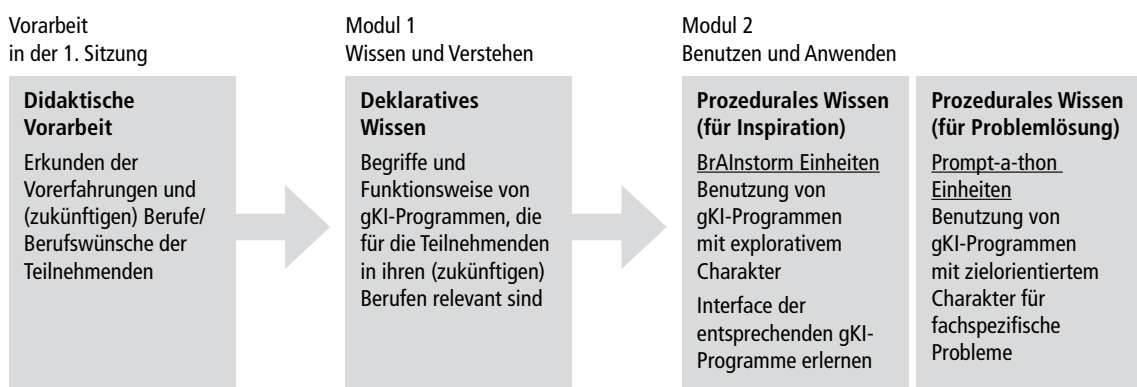 Vorarbeit
in der 1. Sitzung
Didaktische
Vorarbeit
Erkunden der
Vorerfahrungen und
(zukünftigen) Berufe/
Berufswünsche der
Teilnehmenden
Modul 1
Wissen und Verstehen
Deklaratives
Wissen
Begriffe und
Funktionsweise von
gKI-Programmen, die
für die Teilnehmenden
in ihren (zukünftigen)
Berufen relevant sind
Modul 2
Benutzen und Anwenden
Prozedurales Wissen
(für Inspiration)
BrAInstorm Einheiten
Benutzung von
gKI-Programmen
mit explorativem
Charakter
Interface der
entsprechenden gKI-
Programme erlernen
Prozedurales Wissen
(für Problemlösung)
Prompt-a-thon
Einheiten
Benutzung von
gKI-Programmen
mit zielorientiertem
Charakter für
fachspezifische
Probleme